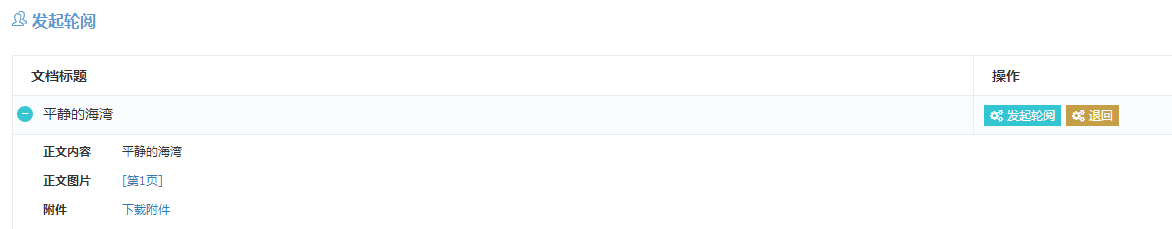 发起轮阅
文档标题 操作
平静的海湾 发起轮阅 退回
正文内容 平静的海湾
正文图片 [第1页]
附件 下载附件